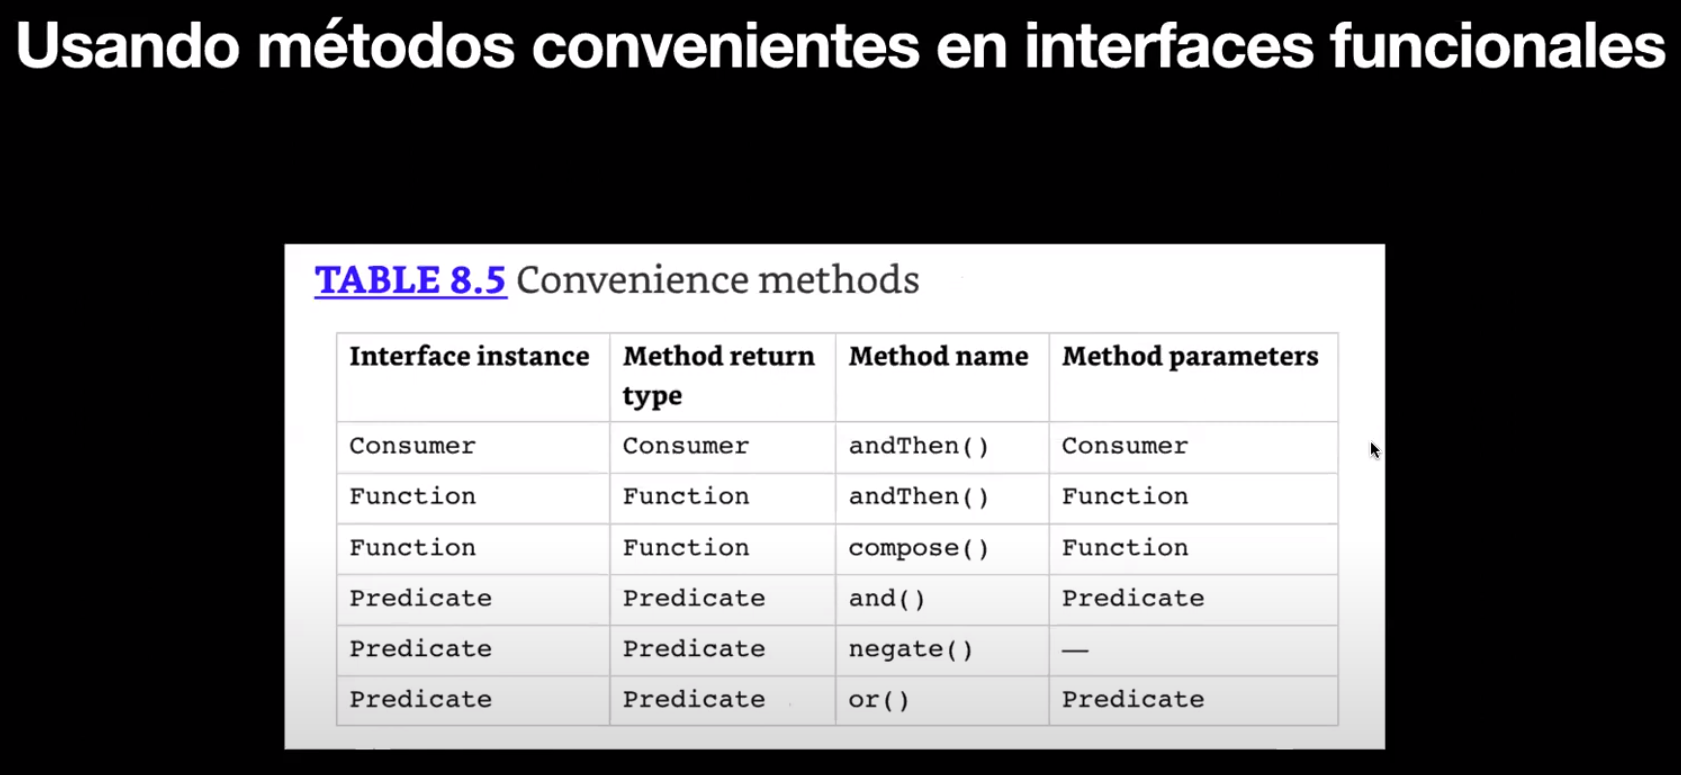 Usando métodos convenientes en interfaces funcionales
TABLE 8.5 Convenience methods
Interface instance Method return type Method name Method parameters
Consumer Consumer andThen() Consumer
Function Function andThen() Function
Function Function compose() Function
Predicate Predicate and() Predicate
Predicate Predicate negate() —
Predicate Predicate or() Predicate